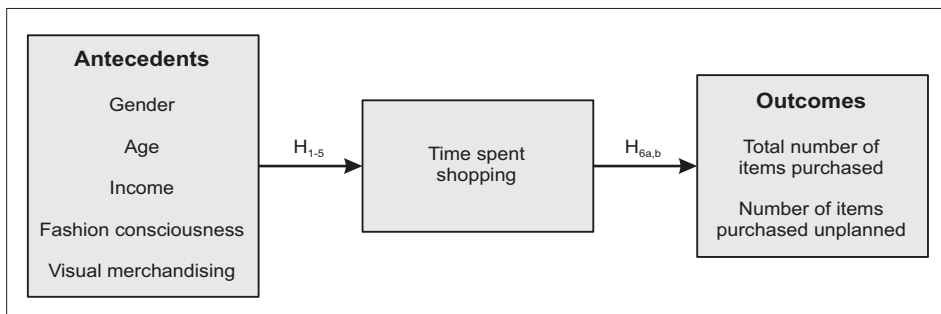 Antecedents
Gender
Age
Income
Fashion consciousness
Visual merchandising
H1-5
Time spent
shopping
H6a,b
Outcomes
Total number of
items purchased
Number of items
purchased unplanned